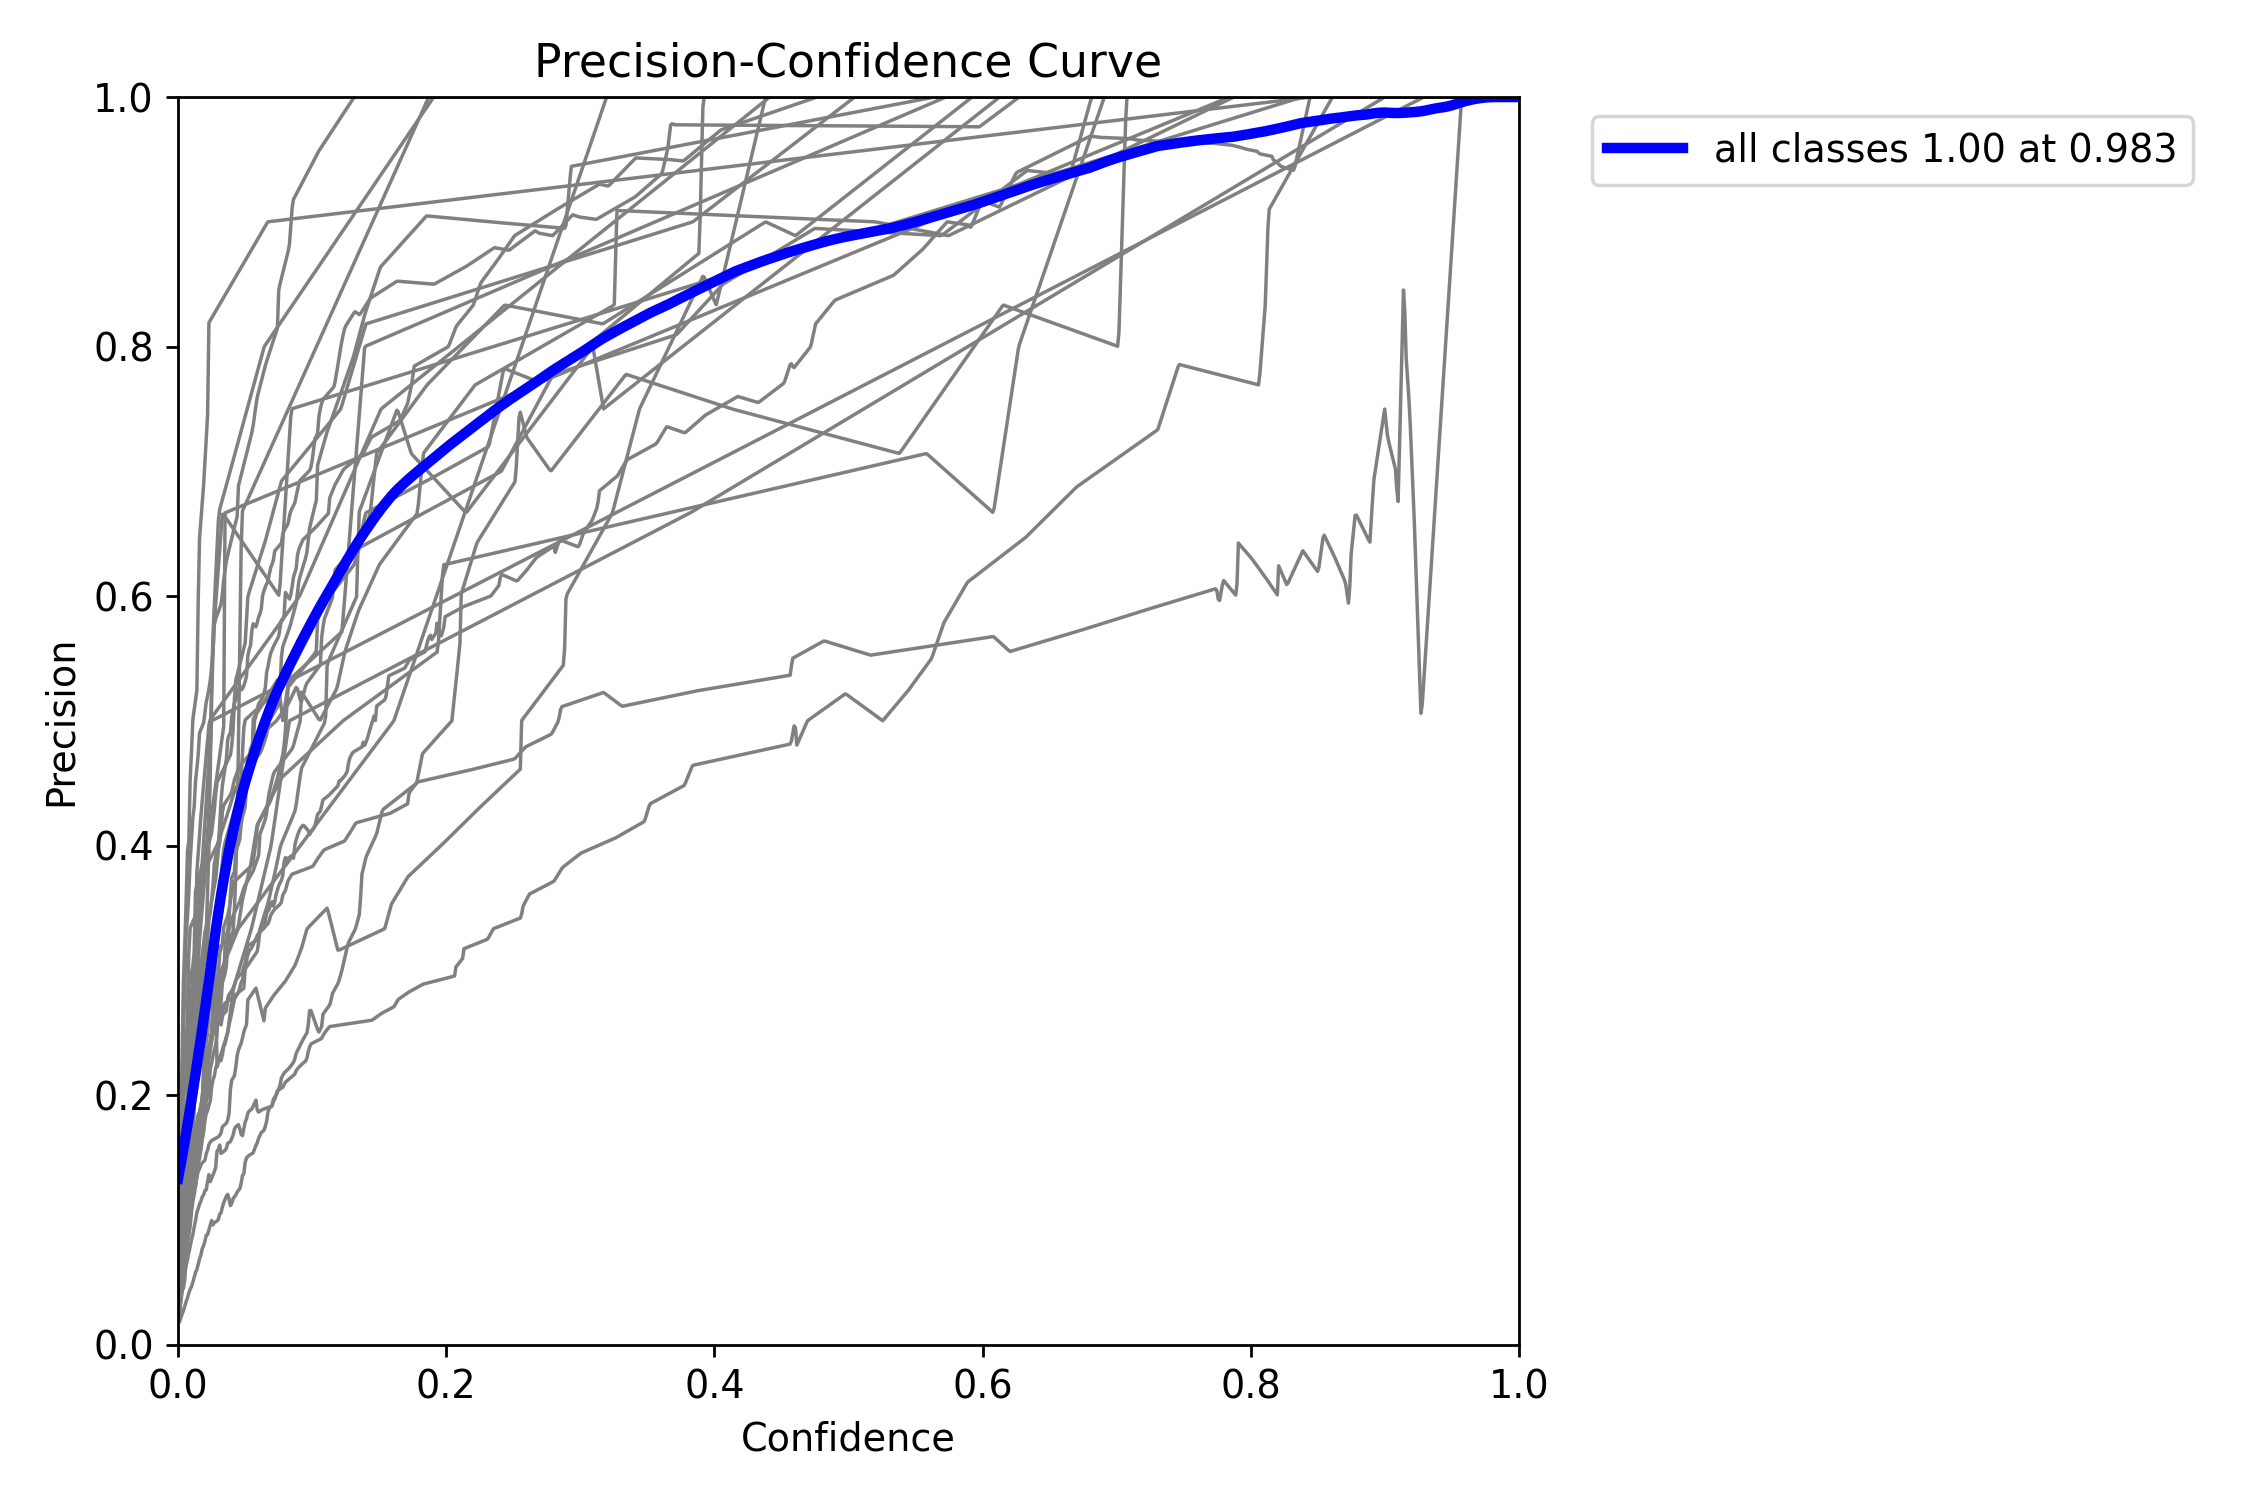 Precision-Confidence Curve
1.0
0.8
0.6
0.4
0.2
0.0
Precision
0.0 0.2 0.4 0.6 0.8 1.0
Confidence
all classes 1.00 at 0.983